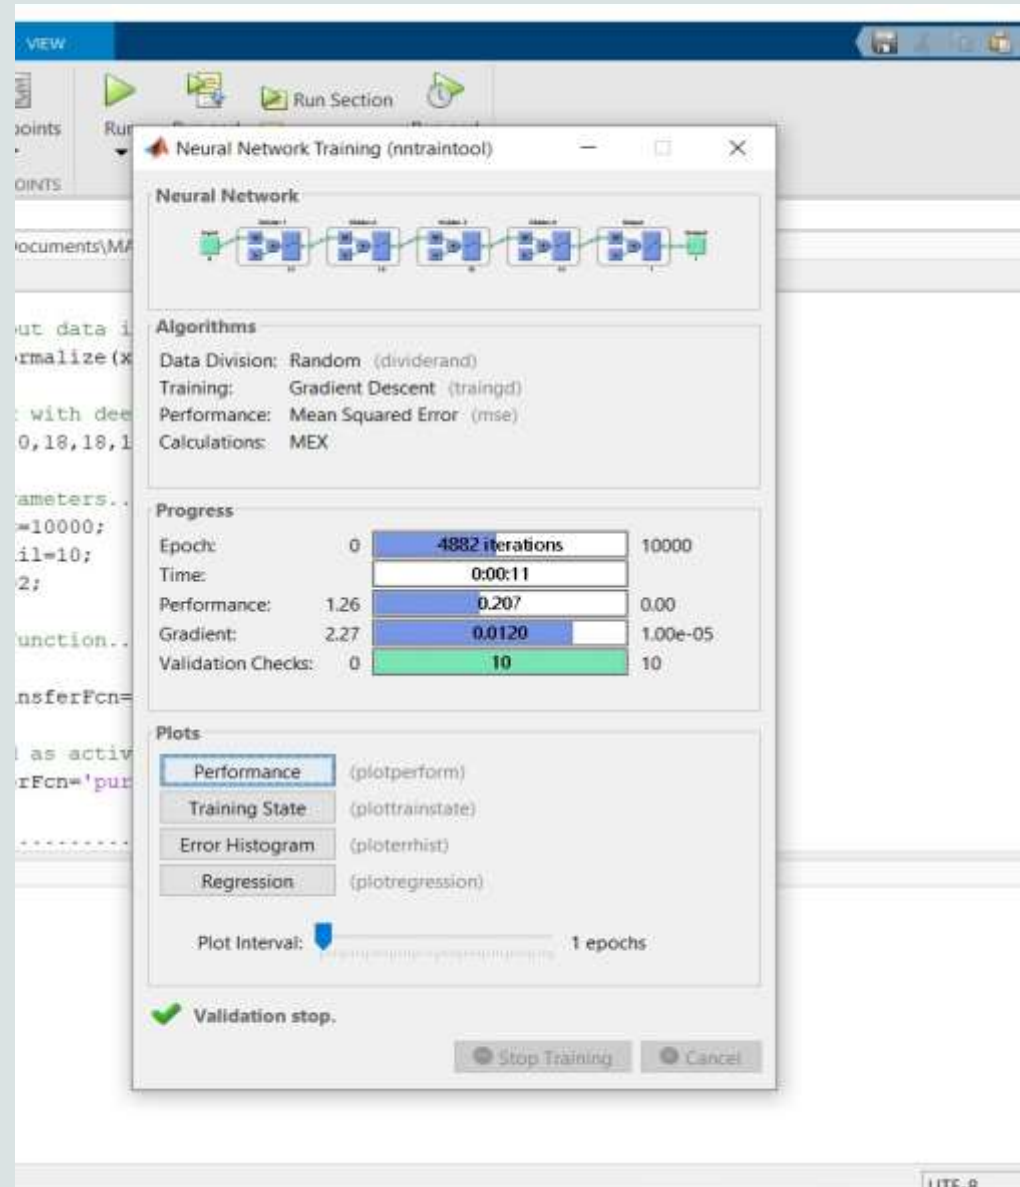 VIEW
Run Section
points
Run
OINTS
Neural Network Training (nntraintool)
Neural Network
ocuments\MA
Algorithms
Data Division: Random (dividerand)
Training: Gradient Descent (traingd)
Performance: Mean Squared Error (mse)
Calculations: MEX
ut data i
rmalize(x
with dee
0,18,18,1
ameters..
=10000;
il=10;
2;
unction..
nsferFcn=
as activ
rFcn='pur
Progress
Epoch: 0 4882 iterations 10000
Time: 0:00:11
Performance: 1.26 0.207 0.00
Gradient: 2.27 0.0120 1.00e-05
Validation Checks: 0 10 10
Plots
Performance (plotperform)
Training State (plottrainstate)
Error Histogram (ploterrhist)
Regression (plotregression)
Plot Interval: 1 epochs
Validation stop.
Stop Training Cancel
UTF-8